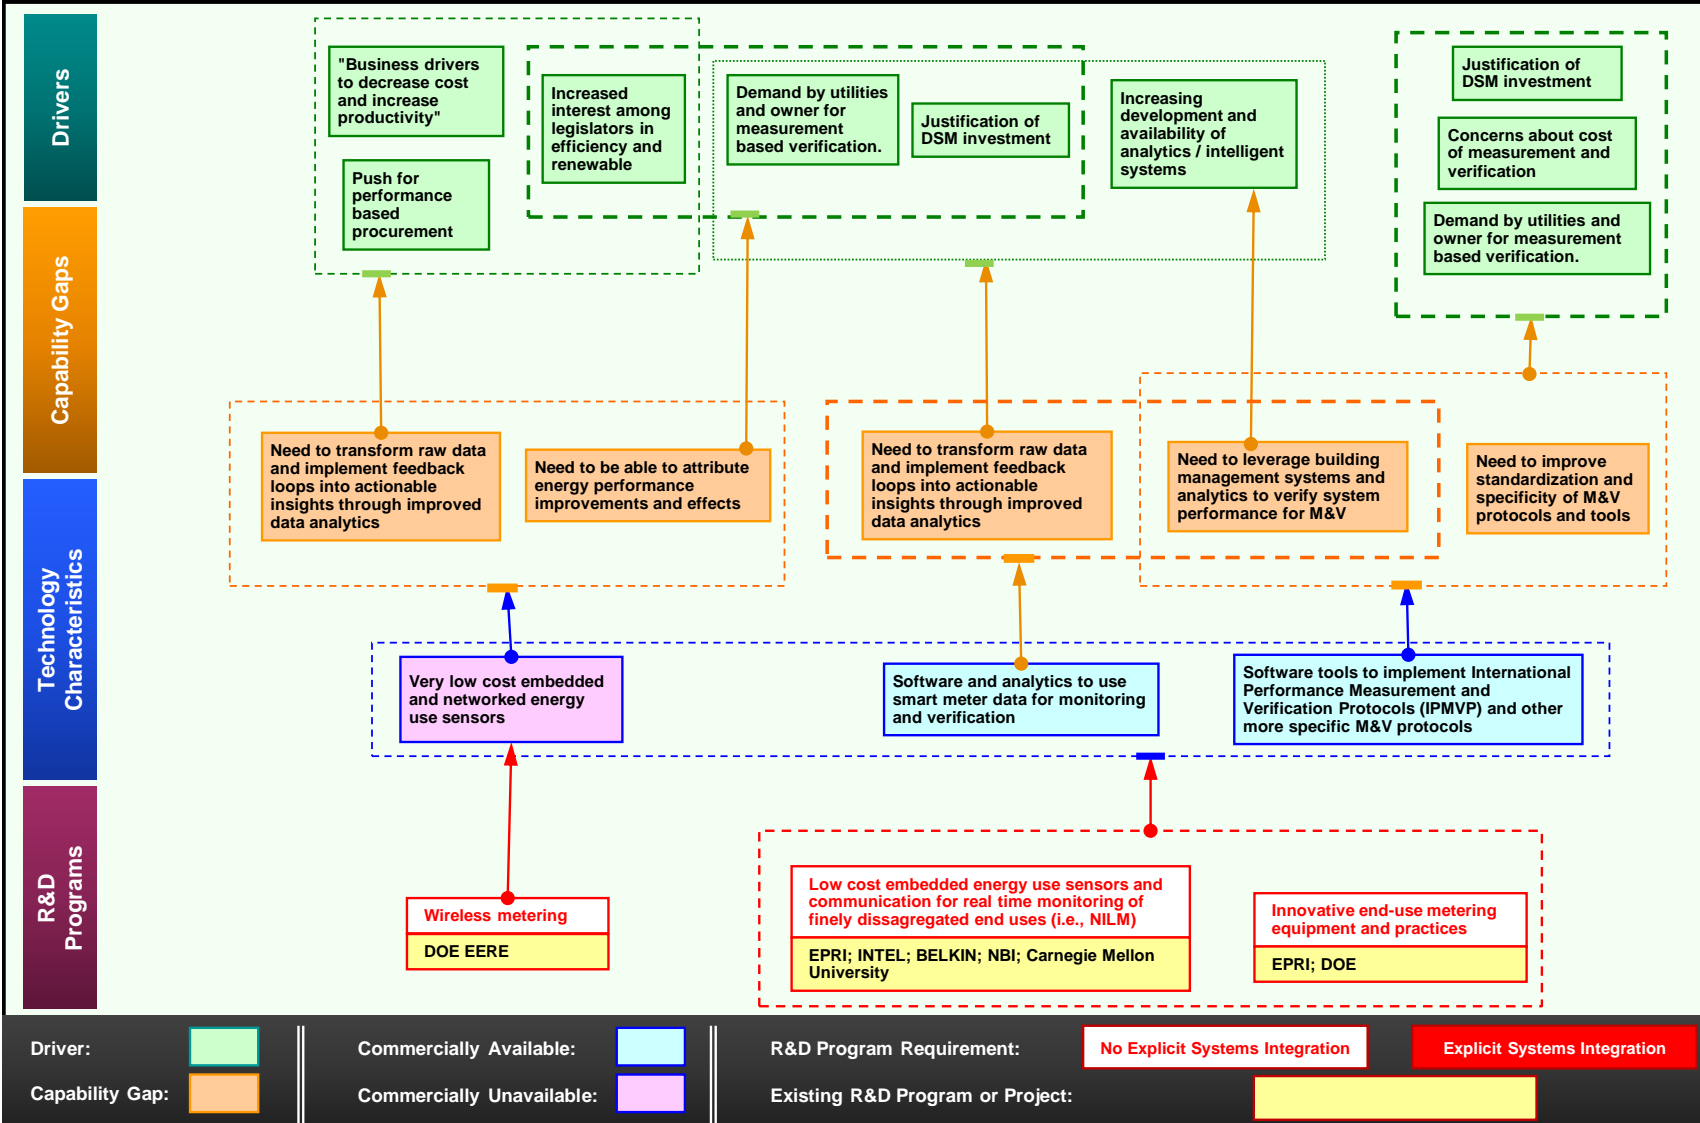 Drivers
"Business drivers
to decrease cost
and increase
productivity"
Push for
performance
based
procurement
Increased
interest among
legislators in
efficiency and
renewable
Demand by utilities
and owner for
measurement
based verification.
Justification of
DSM investment
Increasing
development and
availability of
analytics / intelligent
systems
Justification of
DSM investment
Concerns about cost
of measurement and
verification
Demand by utilities and
owner for measurement
based verification.
Capability Gaps
Need to transform raw data
and implement feedback
loops into actionable
insights through improved
data analytics
Need to be able to attribute
energy performance
improvements and effects
Need to transform raw data
and implement feedback
loops into actionable
insights through improved
data analytics
Need to leverage building
management systems and
analytics to verify system
performance for M&V
Need to improve
standardization and
specificity of M&V
protocols and tools
Technology
Characteristics
Very low cost embedded
and networked energy
use sensors
Software and analytics to use
smart meter data for monitoring
and verification
Software tools to implement International
Performance Measurement and
Verification Protocols (IPMVP) and other
more specific M&V protocols
R&D
Programs
Wireless metering
DOE EERE
Low cost embedded energy use sensors and
communication for real time monitoring of
finely dissagregated end uses (i.e., NILM)
EPRI; INTEL; BELKIN; NBI; Carnegie Mellon
University
Innovative end-use metering
equipment and practices
EPRI; DOE
Driver:
Capability Gap:
Commercially Available:
Commercially Unavailable:
R&D Program Requirement:
No Explicit Systems Integration
Explicit Systems Integration
Existing R&D Program or Project: